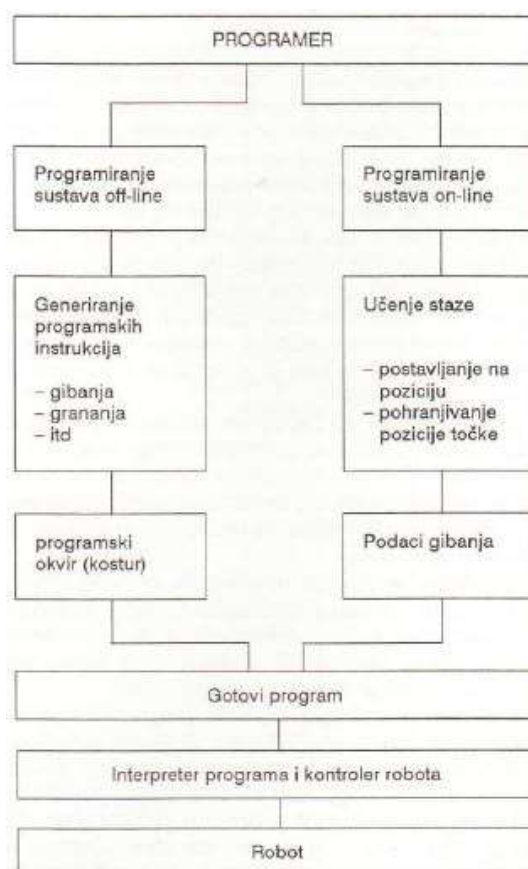 PROGRAMER
Programiranje
sustava off-line
Programiranje
sustava on-line
Generiranje
programskih
instrukcija
– gibanja
– grananja
– itd
Učenje staze
– postavljanje na
poziciju
– pohranjivanje
pozicije točke
programski
okvir (kostur)
Podaci gibanja
Gotovi program
Interpreter programa i kontroler robota
Robot